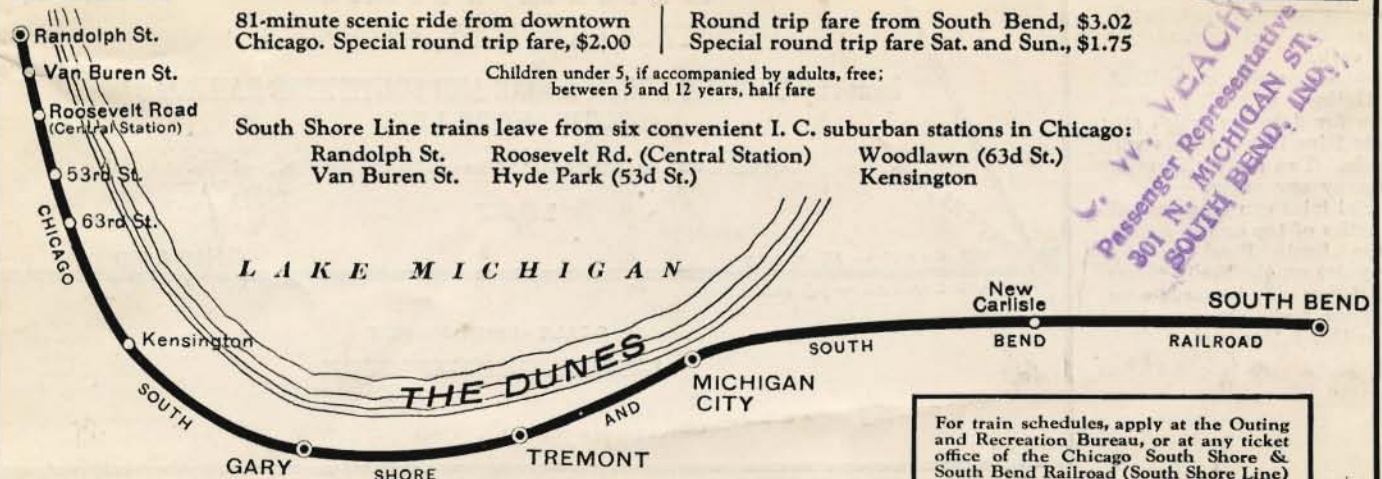 81-minute scenic ride from downtown
Chicago. Special round trip fare, $2.00
Round trip fare from South Bend, $3.02
Special round trip fare Sat. and Sun., $1.75
Children under 5, if accompanied by adults, free;
between 5 and 12 years, half fare
South Shore Line trains leave from six convenient I. C. suburban stations in Chicago:
Randolph St. Roosevelt Rd. (Central Station) Woodlawn (63d St.)
Van Buren St. Hyde Park (53d St.) Kensington
W. VEACH,
Passenger Representative
301 N. MICHIGAN ST.
SOUTH BEND, IND.
Randolph St.
Van Buren St.
Roosevelt Road
(Central Station)
53rd St.
63rd St.
CHICAGO
Kensington
LAKE MICHIGAN
THE DUNES
SOUTH
GARY
SHORE
TREMONT
AND
MICHIGAN
CITY
SOUTH
New
Carlisle
BEND
RAILROAD
SOUTH BEND
For train schedules, apply at the Outing
and Recreation Bureau, or at any ticket
office of the Chicago South Shore &
South Bend Railroad (South Shore Line)